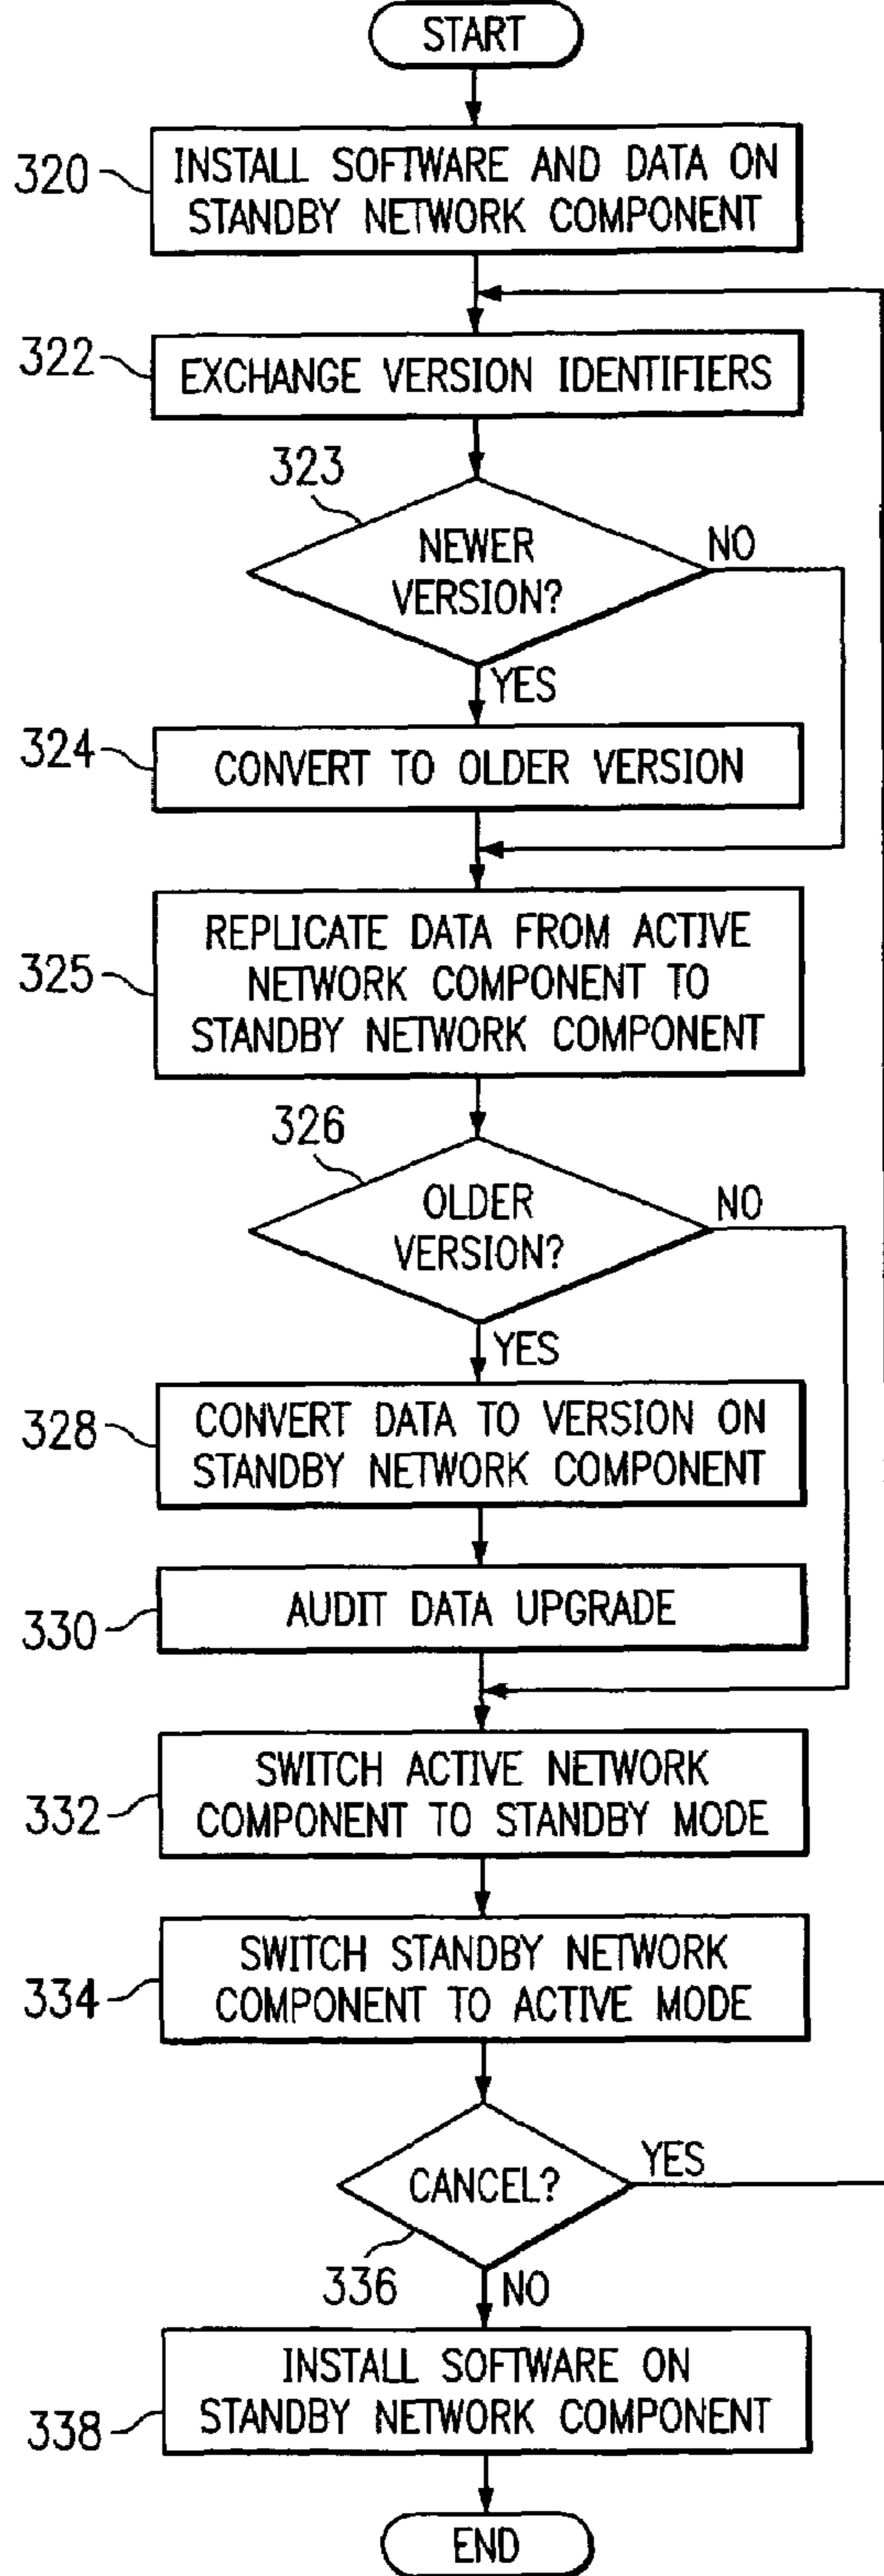 START
320
INSTALL SOFTWARE AND DATA ON
STANDBY NETWORK COMPONENT
322
EXCHANGE VERSION IDENTIFIERS
323
NEWER
VERSION?
NO
YES
324
CONVERT TO OLDER VERSION
325
REPLICATE DATA FROM ACTIVE
NETWORK COMPONENT TO
STANDBY NETWORK COMPONENT
326
OLDER
VERSION?
NO
YES
328
CONVERT DATA TO VERSION ON
STANDBY NETWORK COMPONENT
330
AUDIT DATA UPGRADE
332
SWITCH ACTIVE NETWORK
COMPONENT TO STANDBY MODE
334
SWITCH STANDBY NETWORK
COMPONENT TO ACTIVE MODE
CANCEL?
YES
336
NO
338
INSTALL SOFTWARE ON
STANDBY NETWORK COMPONENT
END